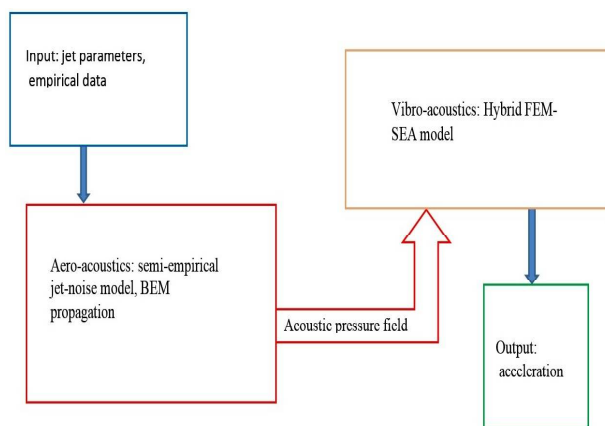 Input: jet parameters,
empirical data
Vibro-acoustics: Hybrid FEM-
SEA model
Aero-acoustics: semi-empirical
jet-noise model, BEM
propagation
Acoustic pressure field
Output:
acceleration